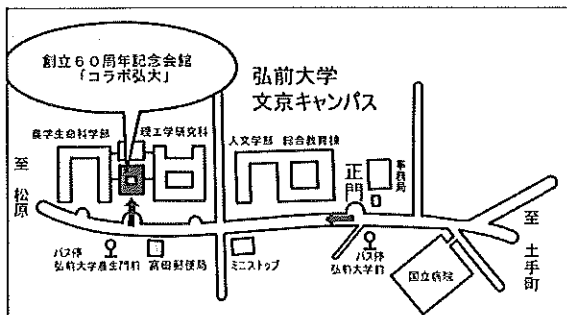 創立60周年記念会館
「コラボ弘大」
弘前大学
文京キャンパス
農学生命科学部
理工学研究科
人文学部
総合教育棟
正門
事務局
至 松原
至 土手町
バス停
弘前大学農生門前
富田郵便局
ミニストップ
バス停
弘前大学前
国立病院